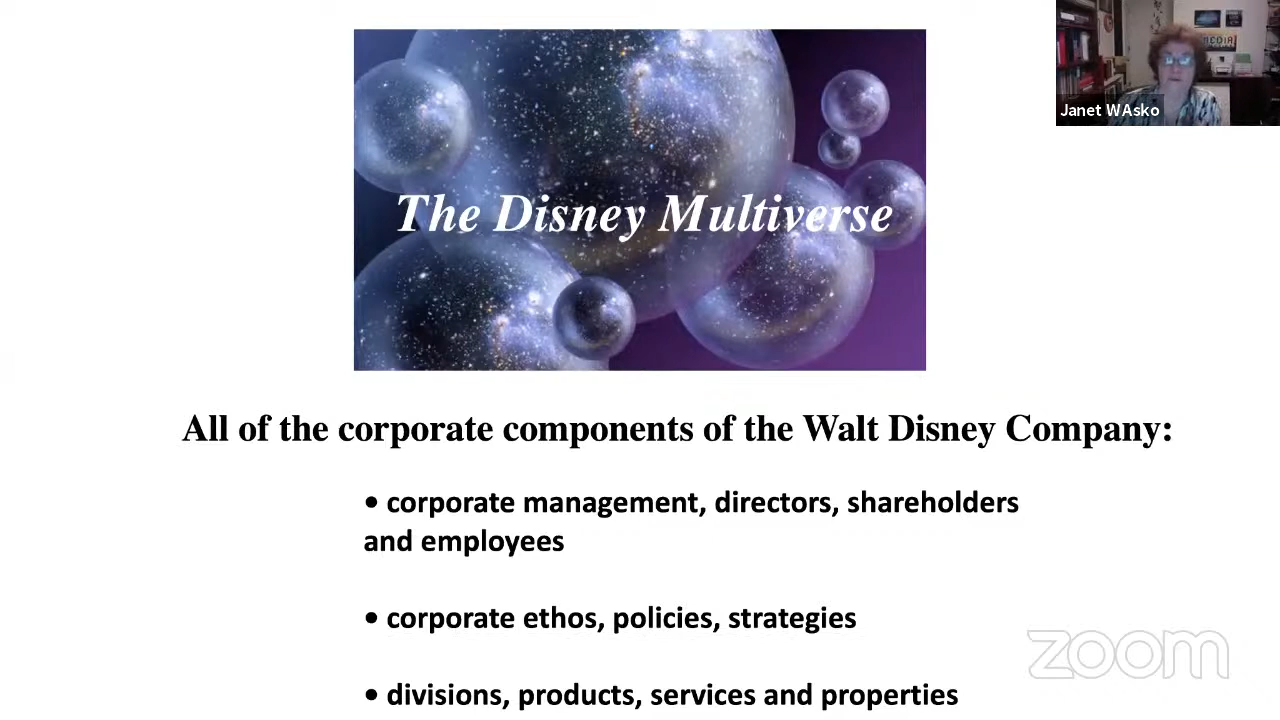 The Disney Multiverse
MEDIA
Janet WAsko
All of the corporate components of the Walt Disney Company:
• corporate management, directors, shareholders
and employees
• corporate ethos, policies, strategies
• divisions, products, services and properties
zoom